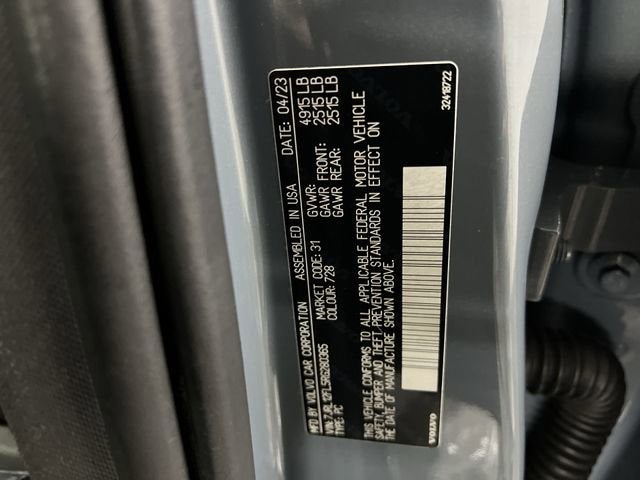 MFD BY VOLVO CAR CORPORATION
ASSEMBLED IN USA
DATE: 04/23
TYPE: PC
MARKET CODE: 31
COLOUR: 728
GVWR: 4915 LB
GAWR FRONT: 2515 LB
GAWR REAR: 2515 LB
THIS VEHICLE CONFORMS TO ALL APPLICABLE FEDERAL MOTOR VEHICLE
SAFETY, BUMPER AND THEFT PREVENTION STANDARDS IN EFFECT ON
THE DATE OF MANUFACTURE SHOWN ABOVE.
VOLVO
32418722